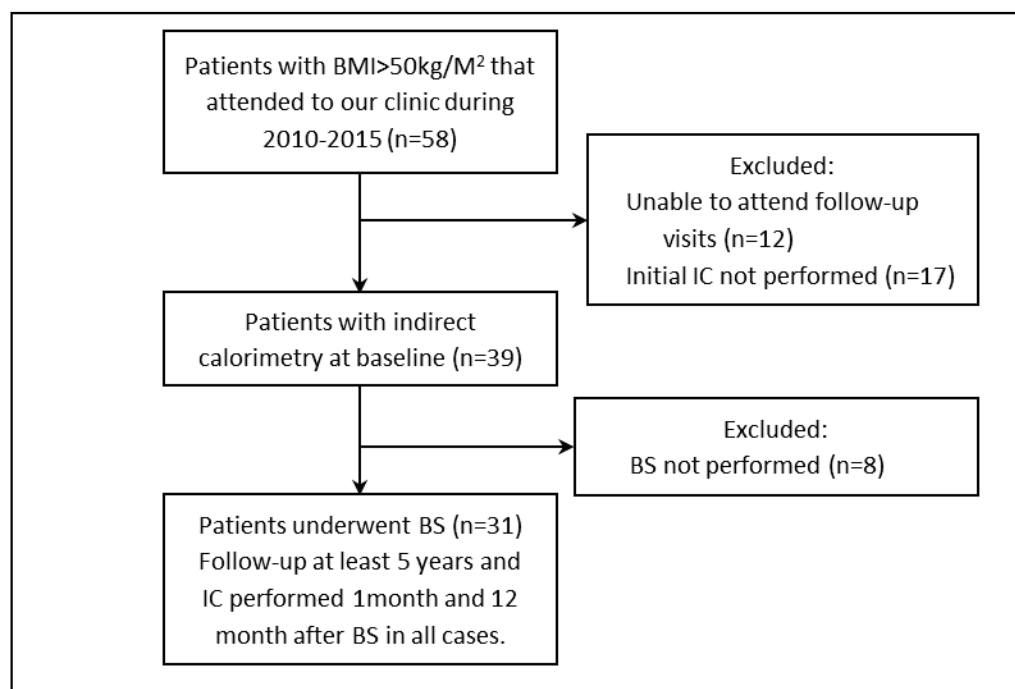 Patients with BMI>50kg/M² that
attended to our clinic during
2010-2015 (n=58)
Excluded:
Unable to attend follow-up
visits (n=12)
Initial IC not performed (n=17)
Patients with indirect
calorimetry at baseline (n=39)
Excluded:
BS not performed (n=8)
Patients underwent BS (n=31)
Follow-up at least 5 years and
IC performed 1month and 12
month after BS in all cases.